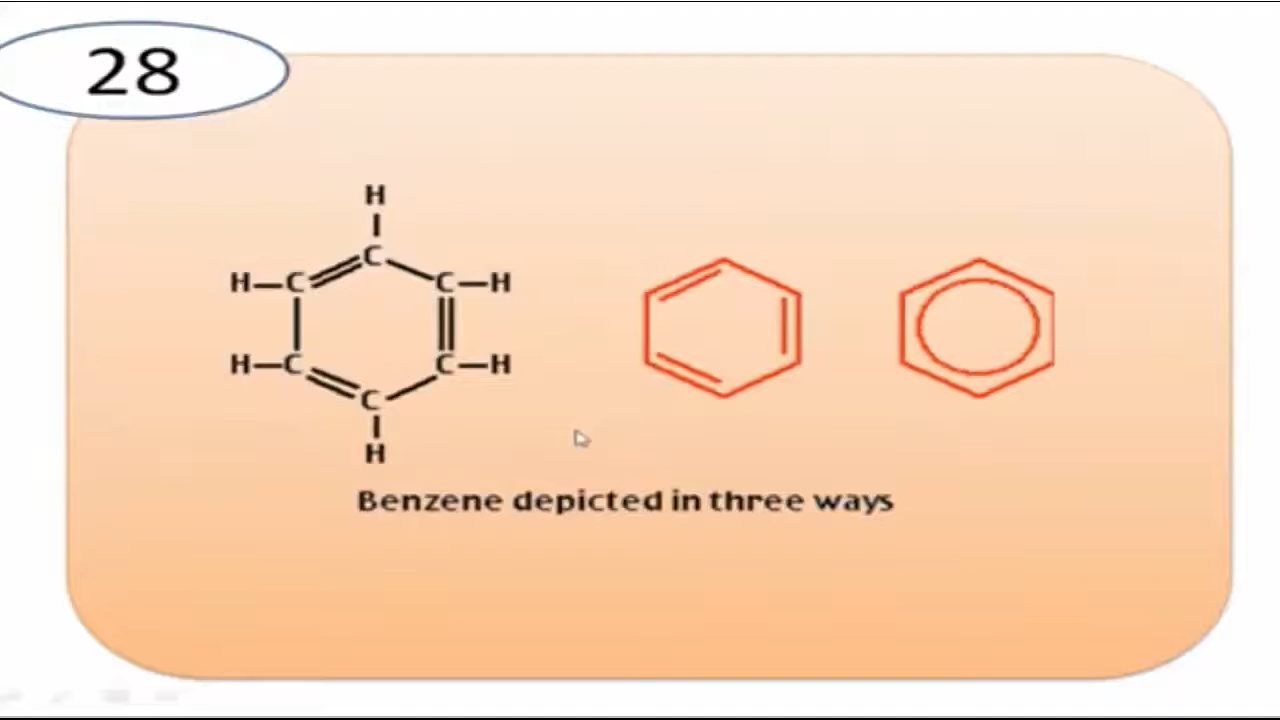 28
H
C
H–C C–H
H–C C–H
C
H
Benzene depicted in three ways